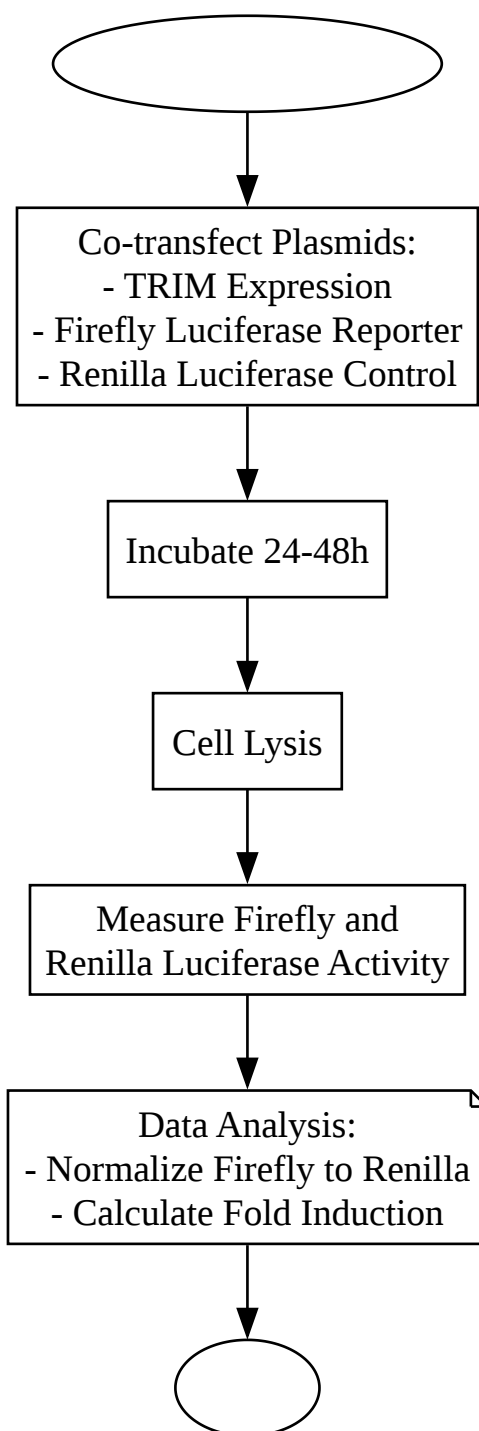 Co-transfect Plasmids:
- TRIM Expression
- Firefly Luciferase Reporter
- Renilla Luciferase Control
Incubate 24-48h
Cell Lysis
Measure Firefly and
Renilla Luciferase Activity
Data Analysis:
- Normalize Firefly to Renilla
- Calculate Fold Induction